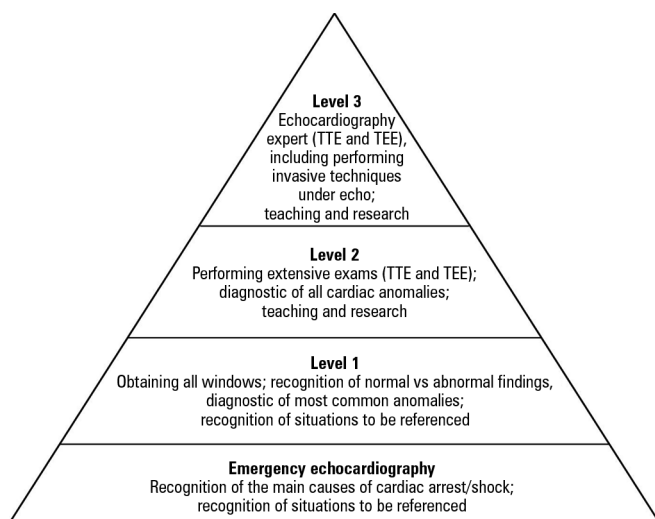 Level 3
Echocardiography
expert (TTE and TEE),
including performing
invasive techniques
under echo;
teaching and research
Level 2
Performing extensive exams (TTE and TEE);
diagnostic of all cardiac anomalies;
teaching and research
Level 1
Obtaining all windows; recognition of normal vs abnormal findings,
diagnostic of most common anomalies;
recognition of situations to be referenced
Emergency echocardiography
Recognition of the main causes of cardiac arrest/shock;
recognition of situations to be referenced